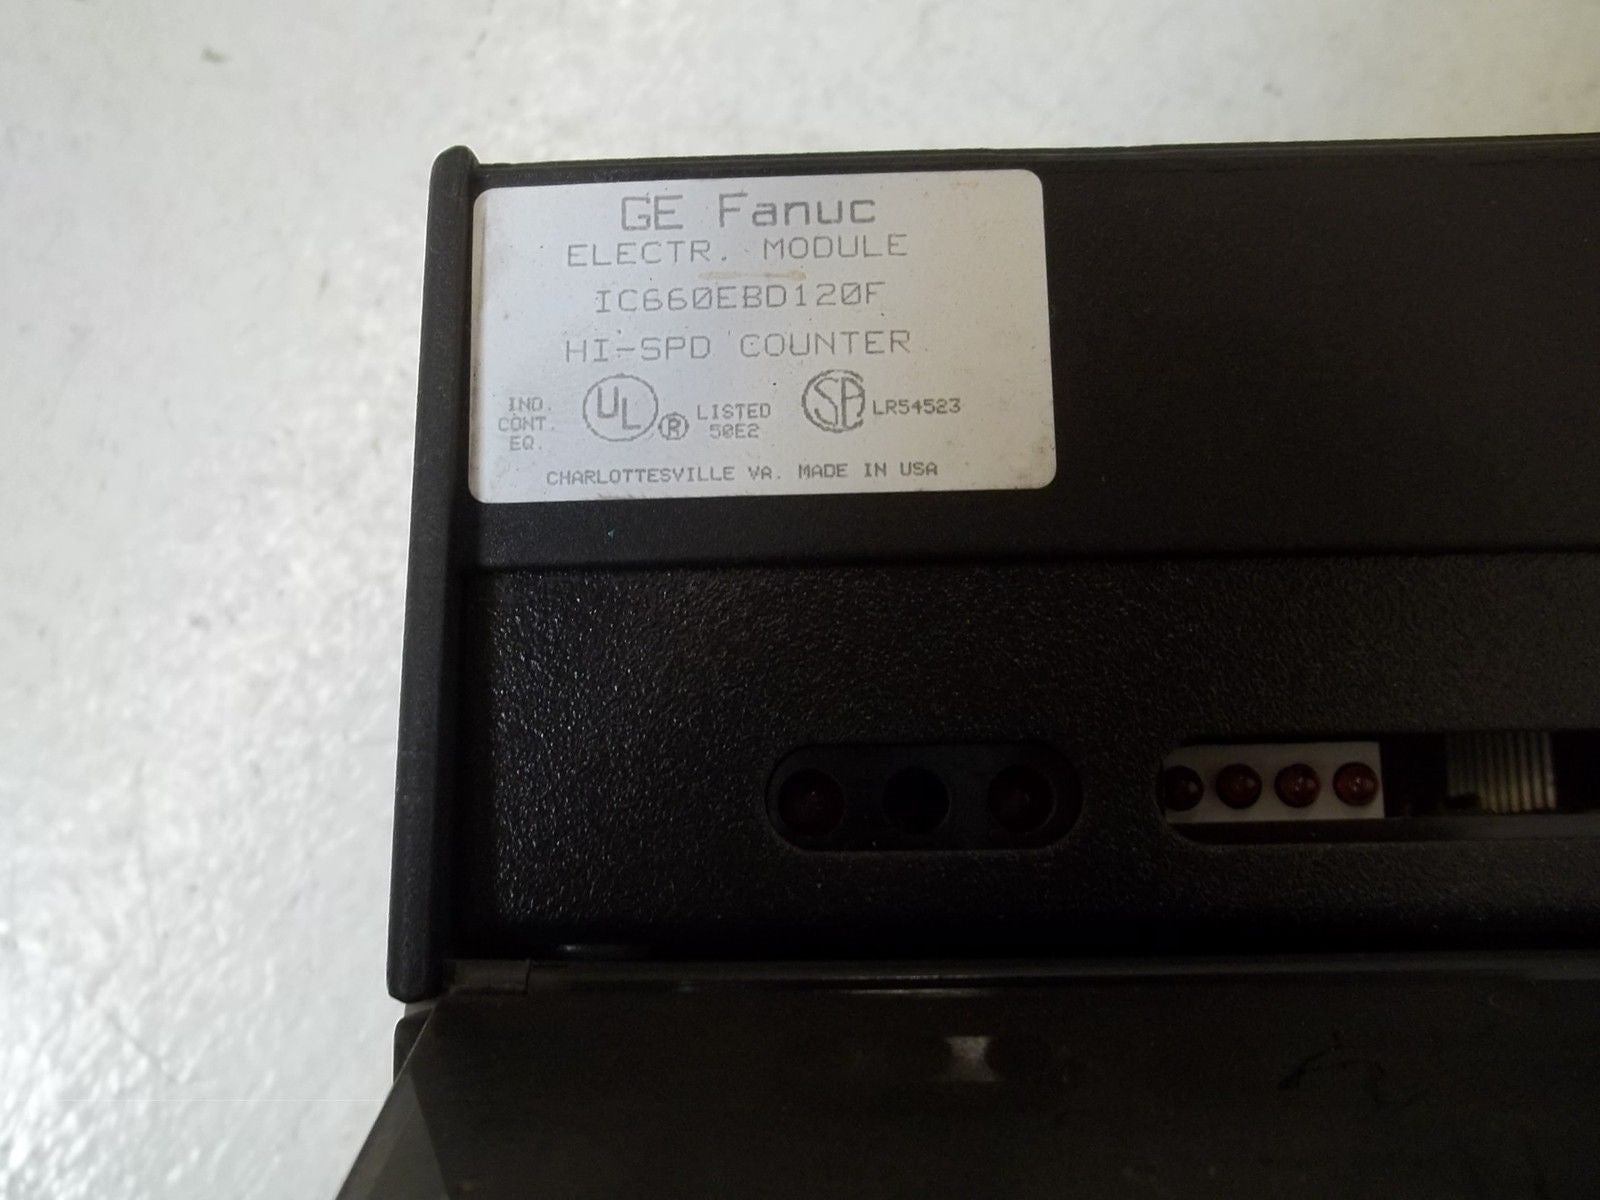 GE Fanuc
ELECTR. MODULE
IC660EBD120F
HI-SPD COUNTER
IND.
CONT.
EQ.
UL ® LISTED
50E2
SA LR54523
CHARLOTTESVILLE VA. MADE IN USA